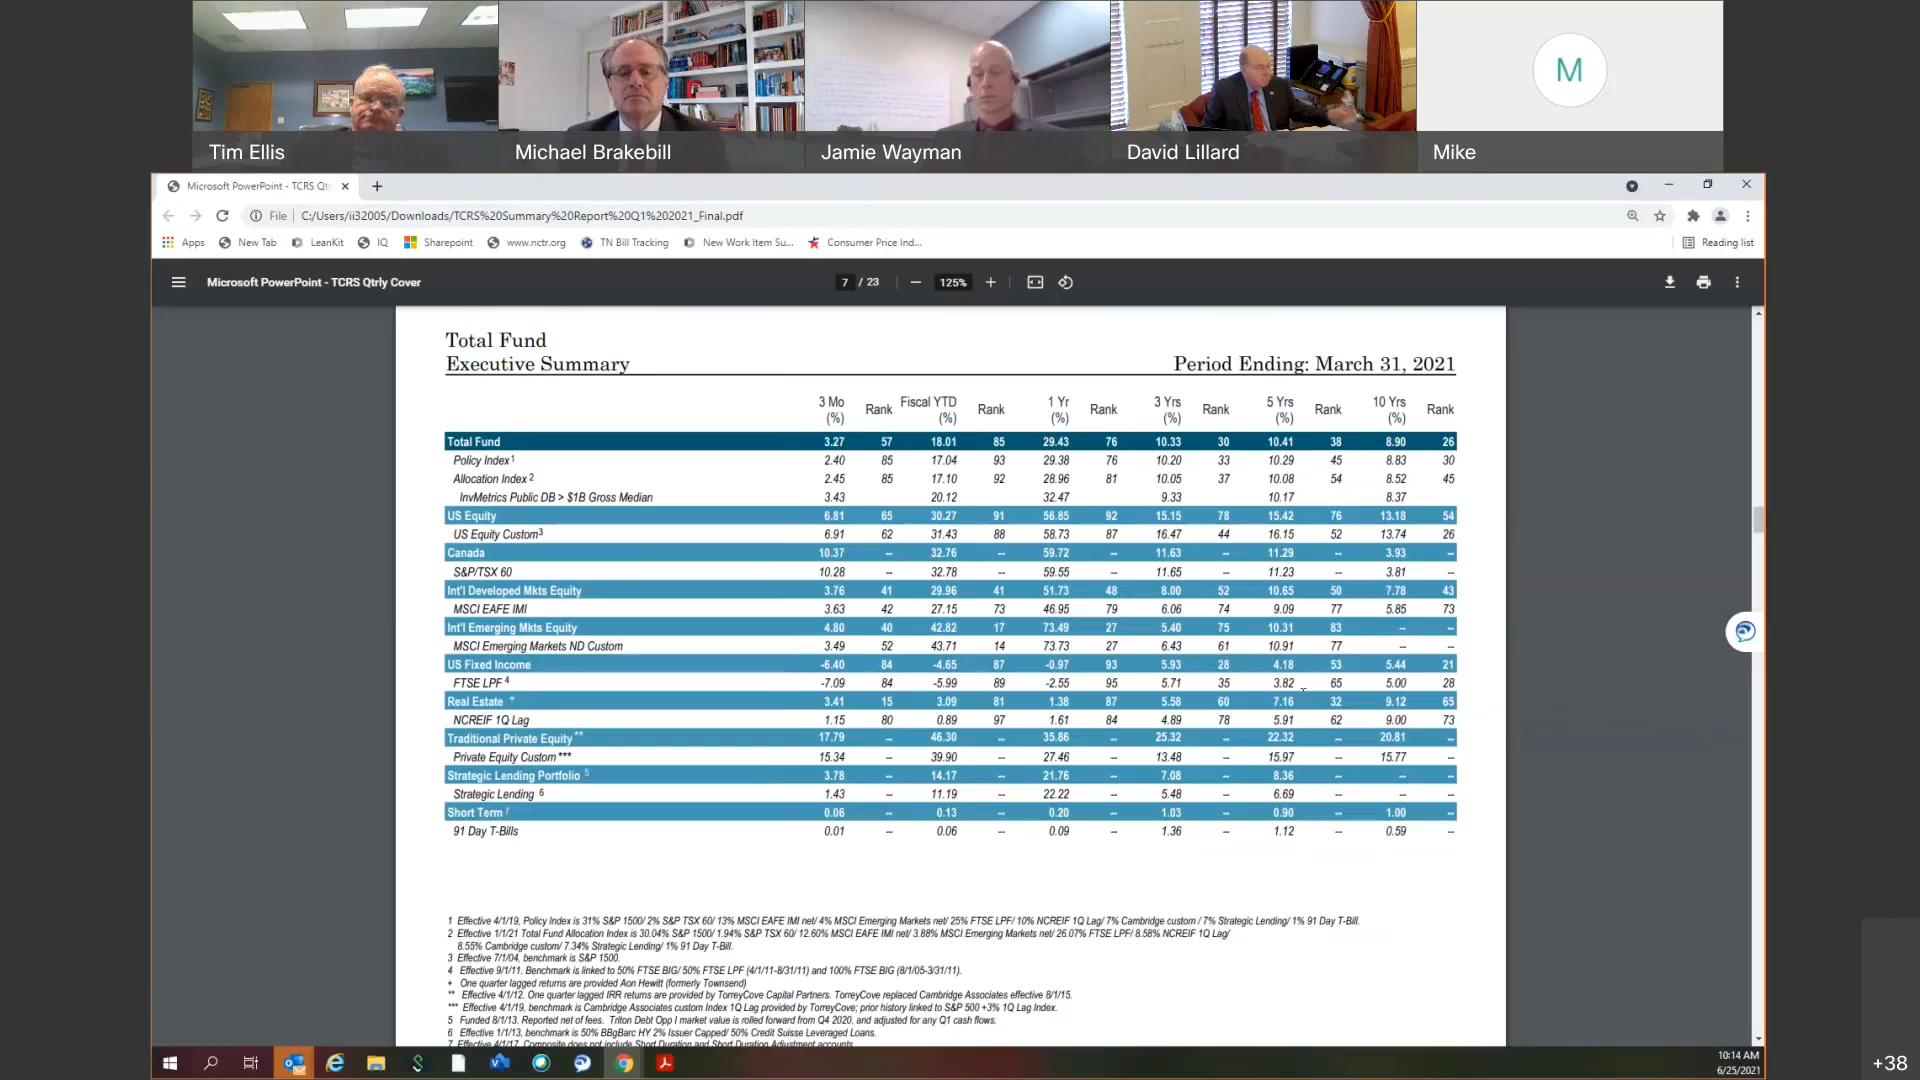 Tim Ellis
Michael Brakebill
Jamie Wayman
David Lillard
M
Mike
Microsoft PowerPoint - TCRS Qt
File C:/Users/ii32005/Downloads/TCRS%20Summary%20Report%20Q1%202021_Final.pdf
Apps New Tab LeanKit IQ Sharepoint www.nctr.org TN Bill Tracking New Work Item Su... Consumer Price Ind... Reading list
Microsoft PowerPoint - TCRS Qtrly Cover 7 / 23 125%
Total Fund
Executive Summary Period Ending: March 31, 2021
3 Mo (%) Rank Fiscal YTD (%) Rank 1 Yr (%) Rank 3 Yrs (%) Rank 5 Yrs (%) Rank 10 Yrs (%) Rank
Total Fund 3.27 57 18.01 85 29.43 76 10.33 30 10.41 38 8.90 26
Policy Index 1 2.40 85 17.04 93 29.38 76 10.20 33 10.29 45 8.83 30
Allocation Index 2 2.45 85 17.10 92 28.96 81 10.05 37 10.08 54 8.52 45
InvMetrics Public DB > $1B Gross Median 3.43 20.12 32.47 9.33 10.17 8.37
US Equity 6.81 65 30.27 91 56.85 92 15.15 78 15.42 76 13.18 54
US Equity Custom3 6.91 62 31.43 88 58.73 87 16.47 44 16.15 52 13.74 26
Canada 10.37 -- 32.76 -- 59.72 -- 11.63 -- 11.29 -- 3.93 --
S&P/TSX 60 10.28 -- 32.78 -- 59.55 -- 11.65 -- 11.23 -- 3.81 --
Int'l Developed Mkts Equity 3.76 41 29.96 41 51.73 48 8.00 52 10.65 50 7.78 43
MSCI EAFE IMI 3.63 42 27.15 73 46.95 79 6.06 74 9.09 77 5.85 73
Int'l Emerging Mkts Equity 4.80 40 42.82 17 73.49 27 5.40 75 10.31 83 -- --
MSCI Emerging Markets ND Custom 3.49 52 43.71 14 73.73 27 6.43 61 10.91 77 -- --
US Fixed Income -6.40 84 -4.65 87 -0.97 93 5.93 28 4.18 53 5.44 21
FTSE LPF 4 -7.09 84 -5.99 89 -2.55 95 5.71 35 3.82 65 5.00 28
Real Estate + 3.41 15 3.09 81 1.38 87 5.58 60 7.16 32 9.12 65
NCREIF 1Q Lag 1.15 80 0.89 97 1.61 84 4.89 78 5.91 62 9.00 73
Traditional Private Equity ** 17.79 -- 46.30 -- 35.86 -- 25.32 -- 22.32 -- 20.81 --
Private Equity Custom *** 15.34 -- 39.90 -- 27.46 -- 13.48 -- 15.97 -- 15.77 --
Strategic Lending Portfolio 5 3.78 -- 14.17 -- 21.76 -- 7.08 -- 8.36 -- -- --
Strategic Lending 6 1.43 -- 11.19 -- 22.22 -- 5.48 -- 6.69 -- -- --
Short Term 7 0.06 -- 0.13 -- 0.20 -- 1.03 -- 0.90 -- 1.00 --
91 Day T-Bills 0.01 -- 0.06 -- 0.09 -- 1.36 -- 1.12 -- 0.59 --
1 Effective 4/1/19, Policy Index is 31% S&P 1500/ 2% S&P TSX 60/ 13% MSCI EAFE IMI net/ 4% MSCI Emerging Markets net/ 25% FTSE LPF/ 10% NCREIF 1Q Lag/ 7% Cambridge custom / 7% Strategic Lending/ 1% 91 Day T-Bill.
2 Effective 1/1/21 Total Fund Allocation Index is 30.04% S&P 1500/ 1.94% S&P TSX 60/ 12.60% MSCI EAFE IMI net/ 3.88% MSCI Emerging Markets net/ 26.07% FTSE LPF/ 8.58% NCREIF 1Q Lag/
8.55% Cambridge custom/ 7.34% Strategic Lending/ 1% 91 Day T-Bill.
3 Effective 7/1/04, benchmark is S&P 1500.
4 Effective 9/1/11. Benchmark is linked to 50% FTSE BIG/ 50% FTSE LPF (4/1/11-8/31/11) and 100% FTSE BIG (8/1/05-3/31/11).
+ One quarter lagged returns are provided Aon Hewitt (formerly Townsend)
** Effective 4/1/12. One quarter lagged IRR returns are provided by TorreyCove Capital Partners. TorreyCove replaced Cambridge Associates effective 8/1/15.
*** Effective 4/1/19, benchmark is Cambridge Associates custom Index 1Q Lag provided by TorreyCove; prior history linked to S&P 500 +3% 1Q Lag Index.
5 Funded 8/1/13. Reported net of fees. Triton Debt Opp I market value is rolled forward from Q4 2020, and adjusted for any Q1 cash flows.
6 Effective 1/1/13, benchmark is 50% BBgBarc HY 2% Issuer Capped/ 50% Credit Suisse Leveraged Loans.
7 Effective 4/1/17. Composite does not include Short Duration and Short Duration Adjustment accounts.
10:14 AM
6/25/2021
+38